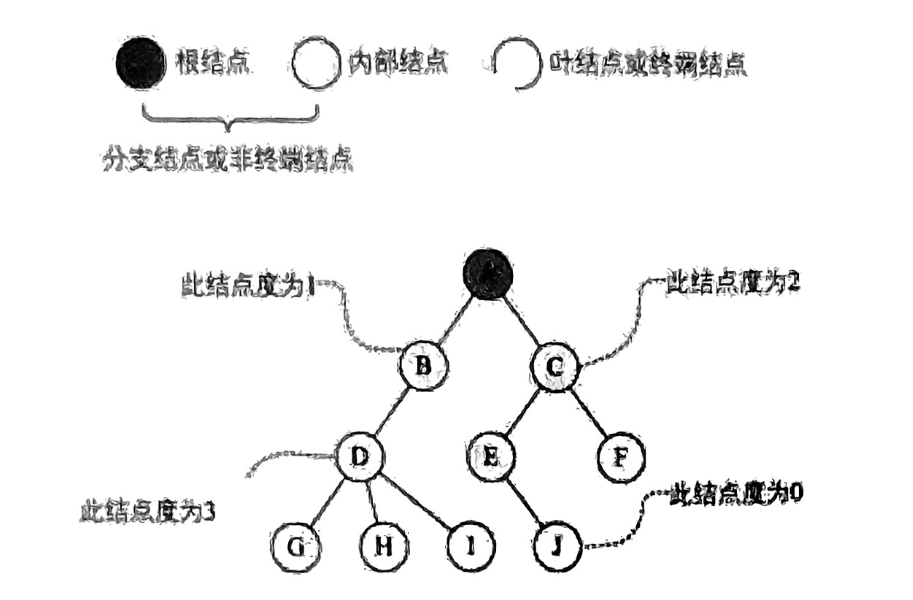 根结点 内部结点 叶结点或终端结点
分支结点或非终端结点
此结点度为1 此结点度为2
B C
D E F
此结点度为3 此结点度为0
G H I J